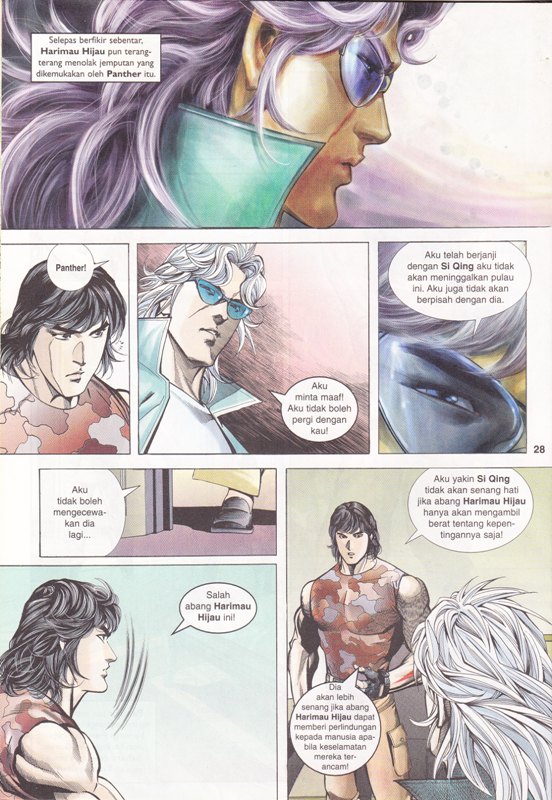 Selepas berfikir sebentar,
Harimau Hijau pun terang-
terang menolak jemputan yang
dikemukakan oleh Panther itu.
Panther!
Aku
minta maaf!
Aku tidak boleh
pergi dengan
kau!
Aku telah berjanji
dengan Si Qing aku tidak
akan meninggalkan pulau
ini. Aku juga tidak akan
berpisah dengan dia.
28
Aku
tidak boleh
mengecewa-
kan dia
lagi...
Aku yakin Si Qing
tidak akan senang hati
jika abang Harimau Hijau
hanya akan mengambil
berat tentang kepen-
tingannya saja!
Salah
abang Harimau
Hijau ini!
Dia
akan lebih
senang jika abang
Harimau Hijau dapat
memberi perlindungan
kepada manusia apa-
bila keselamatan
mereka ter-
ancam!